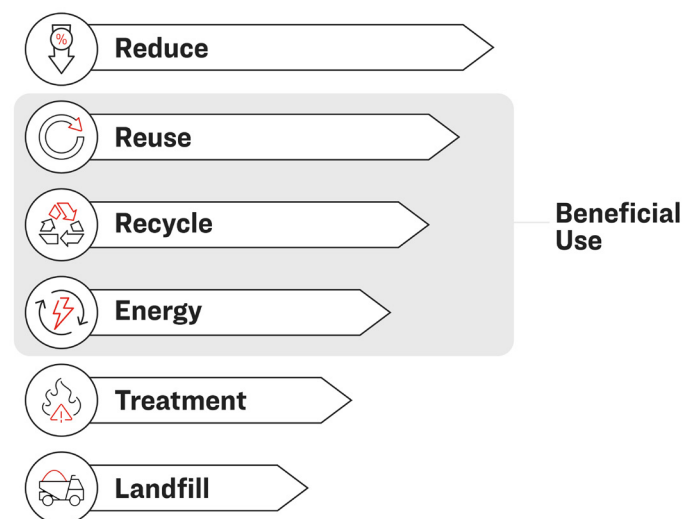 %
Reduce
Reuse
Recycle
Beneficial
Use
Energy
Treatment
!
Landfill